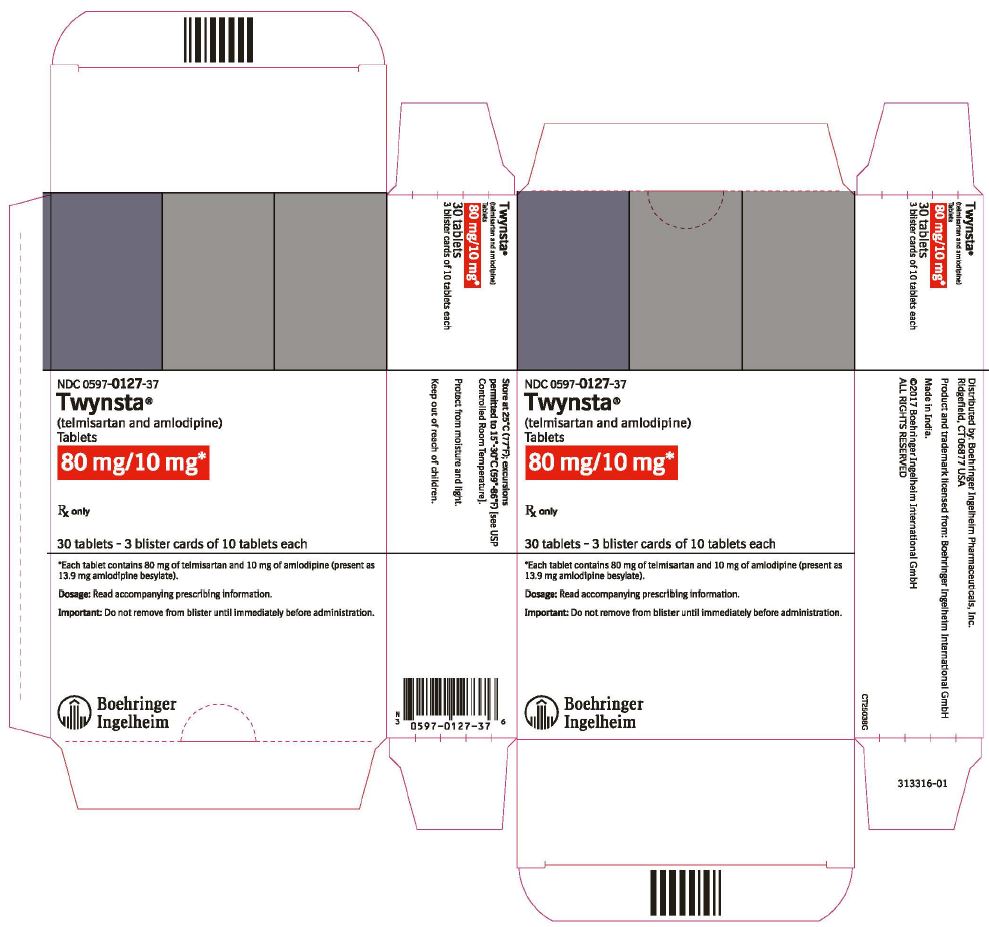 NDC 0597-0127-37
Twynsta®
(telmisartan and amlodipine)
Tablets
80 mg/10 mg*
Rx only
30 tablets – 3 blister cards of 10 tablets each
*Each tablet contains 80 mg of telmisartan and 10 mg of amlodipine (present as
13.9 mg amlodipine besylate).
Dosage: Read accompanying prescribing information.
Important: Do not remove from blister until immediately before administration.
Boehringer
Ingelheim
Twynsta®
(telmisartan and amlodipine)
Tablets
80 mg/10 mg*
30 tablets
3 blister cards of 10 tablets each
Store at 25°C (77°F); excursions
permitted to 15°-30°C (59°-86°F) [see USP
Controlled Room Temperature].
Protect from moisture and light.
Keep out of reach of children.
N
3 0597-0127-37 6
NDC 0597-0127-37
Twynsta®
(telmisartan and amlodipine)
Tablets
80 mg/10 mg*
Rx only
30 tablets – 3 blister cards of 10 tablets each
*Each tablet contains 80 mg of telmisartan and 10 mg of amlodipine (present as
13.9 mg amlodipine besylate).
Dosage: Read accompanying prescribing information.
Important: Do not remove from blister until immediately before administration.
Boehringer
Ingelheim
Twynsta®
(telmisartan and amlodipine)
Tablets
80 mg/10 mg*
30 tablets
3 blister cards of 10 tablets each
Distributed by: Boehringer Ingelheim Pharmaceuticals, Inc.
Ridgefield, CT 06877 USA
Product and trademark licensed from: Boehringer Ingelheim International GmbH
Made in India.
©2017 Boehringer Ingelheim International GmbH
ALL RIGHTS RESERVED
313316-01